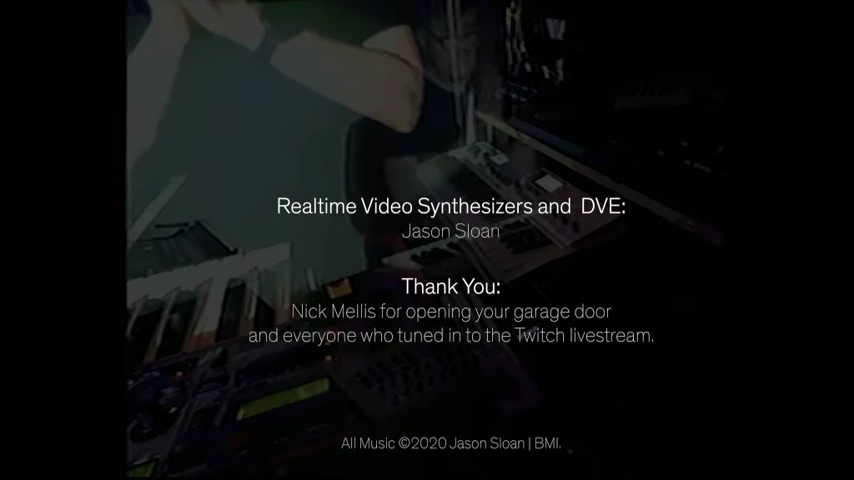 Realtime Video Synthesizers and DVE:
Jason Sloan
Thank You:
Nick Mellis for opening your garage door
and everyone who tuned in to the Twitch livestream.
All Music ©2020 Jason Sloan | BMI.